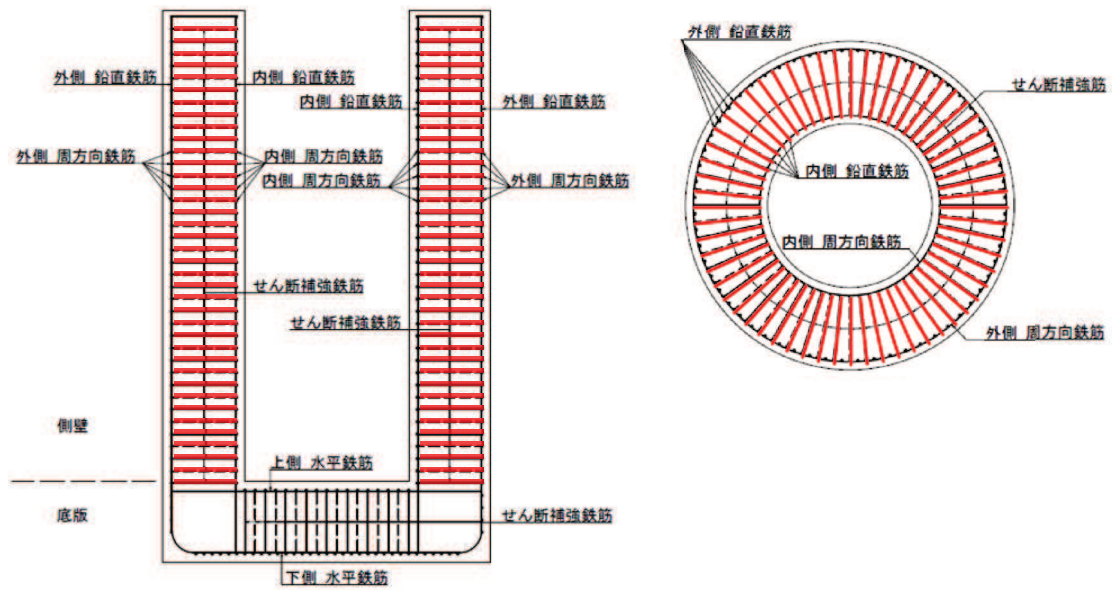 外側 鉛直鉄筋
内側 鉛直鉄筋
内側 鉛直鉄筋
外側 鉛直鉄筋
外側 周方向鉄筋
内側 周方向鉄筋
内側 周方向鉄筋
外側 周方向鉄筋
せん断補強鉄筋
せん断補強鉄筋
側壁
上側 水平鉄筋
底版
せん断補強鉄筋
下側 水平鉄筋
外側 鉛直鉄筋
せん断補強筋
内側 鉛直鉄筋
内側 周方向鉄筋
外側 周方向鉄筋